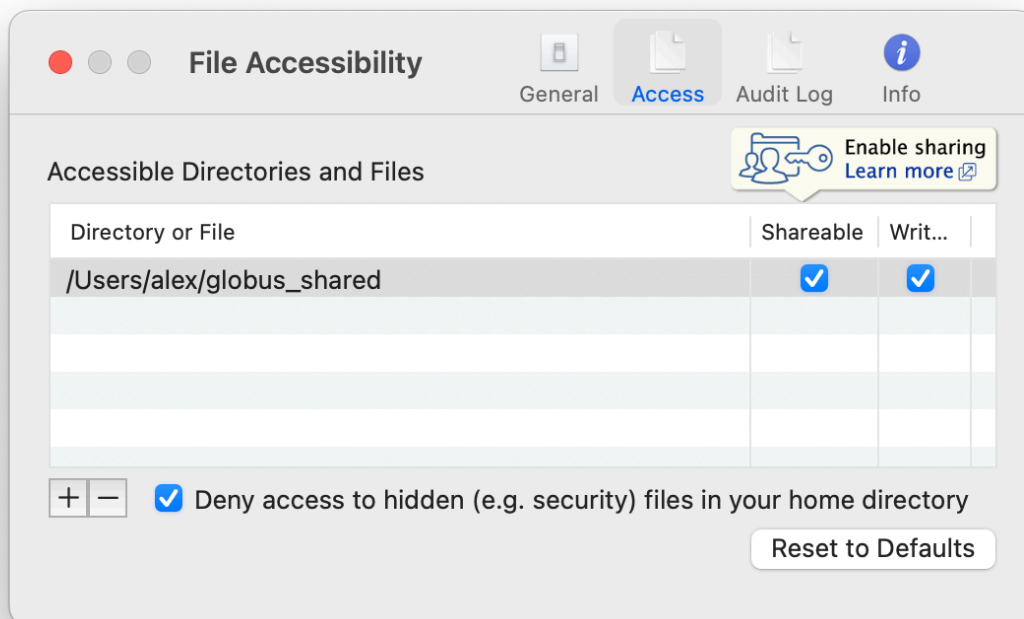 File Accessibility
General
Access
Audit Log
Info
Enable sharing
Learn more
Accessible Directories and Files
Directory or File
Shareable
Writ...
/Users/alex/globus_shared
Deny access to hidden (e.g. security) files in your home directory
Reset to Defaults